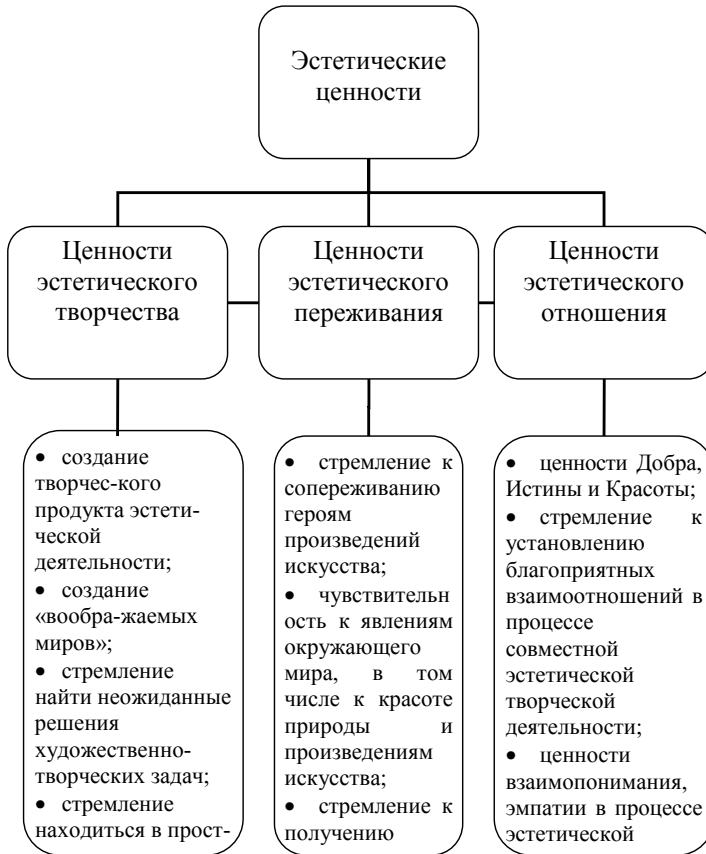 Эстетические
ценности
Ценности
эстетического
творчества
Ценности
эстетического
переживания
Ценности
эстетического
отношения
• создание
творчес-кого
продукта эстети-
ческой
деятельности;
• создание
«вообра-жаемых
миров»;
• стремление
найти неожиданные
решения
художественно-
творческих задач;
• стремление
находиться в прост-
• стремление к
сопереживанию
героям
произведений
искусства;
• чувствительн
ость к явлениям
окружающего
мира, в том
числе к красоте
природы и
произведениям
искусства;
• стремление к
получению
• ценности Добра,
Истины и Красоты;
• стремление к
установлению
благоприятных
взаимоотношений в
процессе
совместной
эстетической
творческой
деятельности;
• ценности
взаимопонимания,
эмпатии в процессе
эстетической